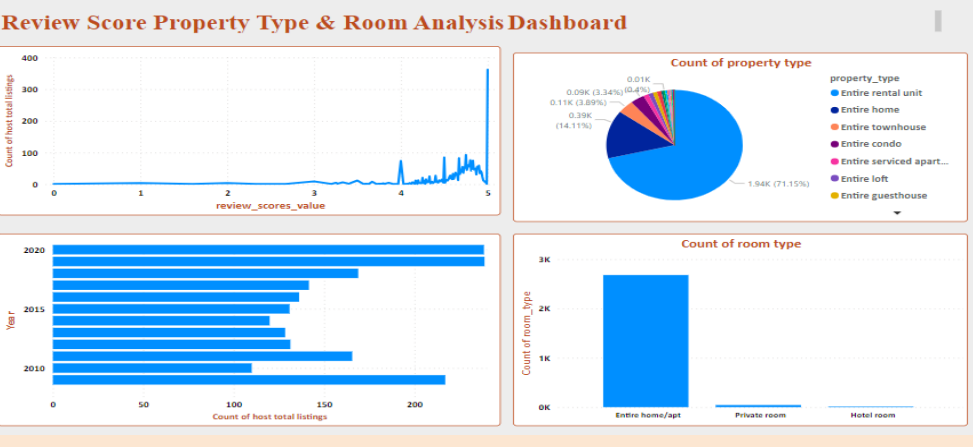 Review Score Property Type & Room Analysis Dashboard
400
300
200
100
0
Count of host total listings
0 1 2 3 4 5
review_scores_value
Count of property type
0.01K
(0.4%)
0.09K (3.34%)
0.11K (3.89%)
0.39K
(14.11%)
1.94K (71.15%)
property_type
Entire rental unit
Entire home
Entire townhouse
Entire condo
Entire serviced apart...
Entire loft
Entire guesthouse
2020
2015
2010
Year
0 50 100 150 200
Count of host total listings
Count of room type
3K
2K
1K
0K
Count of room_type
Entire home/apt Private room Hotel room